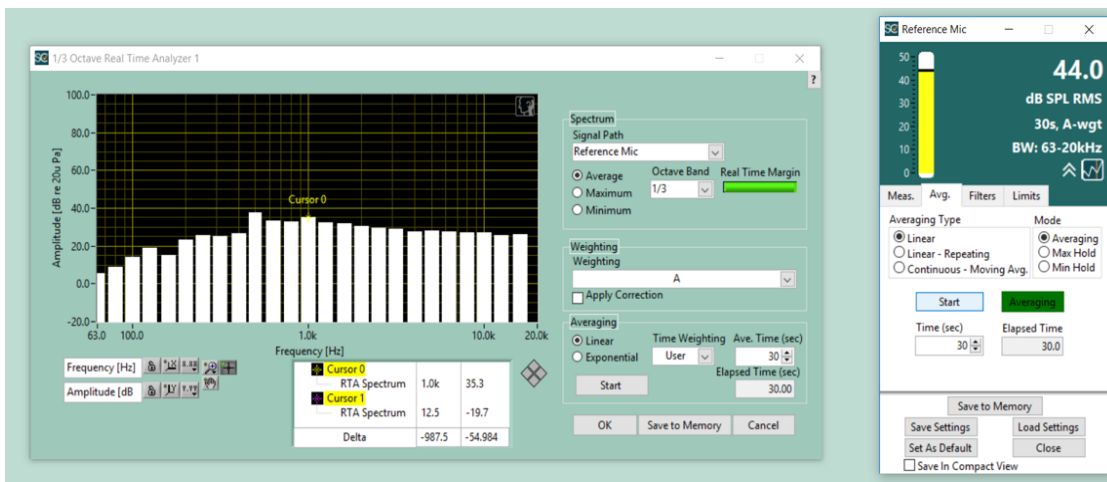 1/3 Octave Real Time Analyzer 1
?
100.0
80.0
60.0
40.0
20.0
0.0
-20.0
Amplitude [dB re 20u Pa]
Cursor 0
63.0 100.0 1.0k 10.0k 20.0k
Frequency [Hz]
Frequency [Hz]
Amplitude [dB
Cursor 0
RTA Spectrum 1.0k 35.3
Cursor 1
RTA Spectrum 12.5 -19.7
Delta -987.5 -54.984
Spectrum
Signal Path
Reference Mic
Average
Maximum
Minimum
Octave Band
1/3
Real Time Margin
Weighting
Weighting
A
Apply Correction
Averaging
Linear
Exponential
Time Weighting
User
Ave. Time (sec)
30
Elapsed Time (sec)
30.00
Start
OK Save to Memory Cancel
Reference Mic
50
40
30
20
10
0
44.0
dB SPL RMS
30s, A-wgt
BW: 63-20kHz
Meas. Avg. Filters Limits
Averaging Type
Linear
Linear - Repeating
Continuous - Moving Avg.
Mode
Averaging
Max Hold
Min Hold
Start Averaging
Time (sec) Elapsed Time
30 30.0
Save to Memory
Save Settings Load Settings
Set As Default Close
Save In Compact View